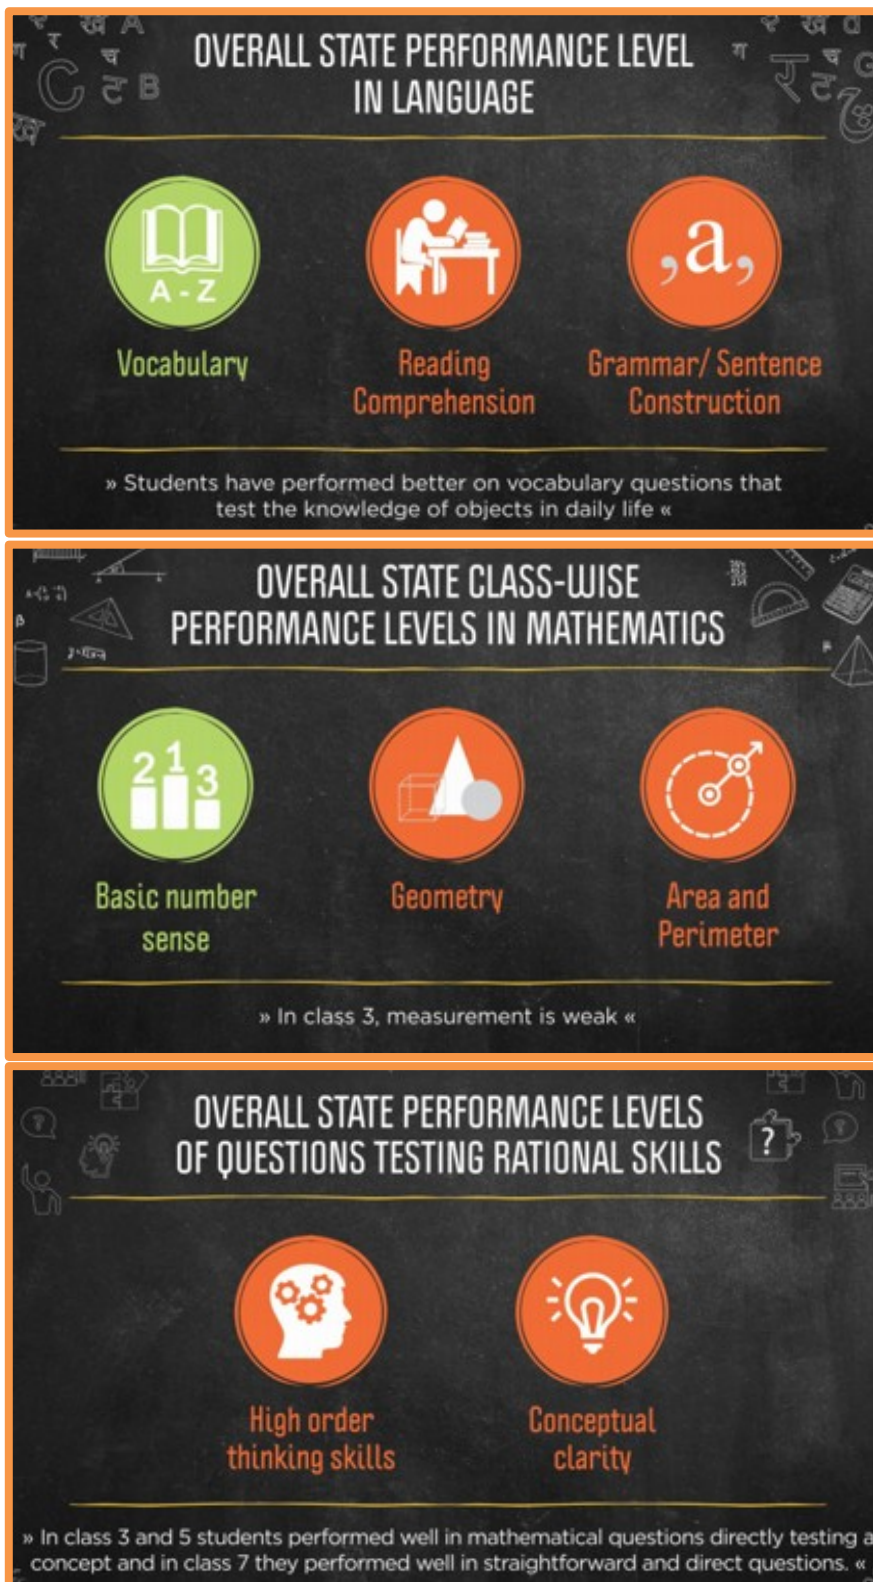 OVERALL STATE PERFORMANCE LEVEL
IN LANGUAGE
A - Z
,a,
Vocabulary
Reading
Comprehension
Grammar/ Sentence
Construction
» Students have performed better on vocabulary questions that
test the knowledge of objects in daily life «
OVERALL STATE CLASS-WISE
PERFORMANCE LEVELS IN MATHEMATICS
2 1 3
Basic number
sense
Geometry
Area and
Perimeter
» In class 3, measurement is weak «
OVERALL STATE PERFORMANCE LEVELS
OF QUESTIONS TESTING RATIONAL SKILLS
?
High order
thinking skills
Conceptual
clarity
» In class 3 and 5 students performed well in mathematical questions directly testing a
concept and in class 7 they performed well in straightforward and direct questions. «